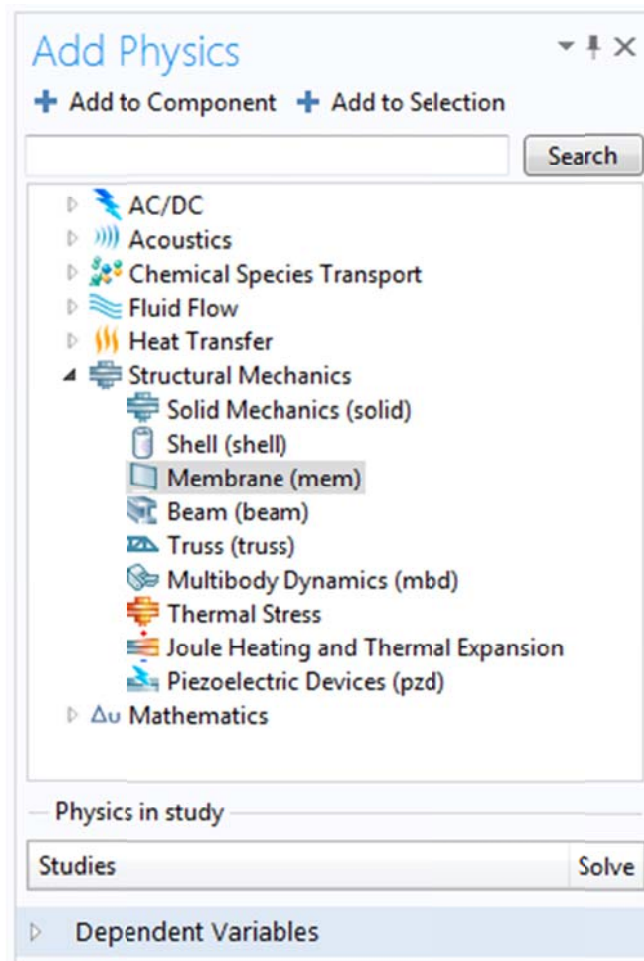 Add Physics
Add to Component Add to Selection
Search
AC/DC
Acoustics
Chemical Species Transport
Fluid Flow
Heat Transfer
Structural Mechanics
Solid Mechanics (solid)
Shell (shell)
Membrane (mem)
Beam (beam)
Truss (truss)
Multibody Dynamics (mbd)
Thermal Stress
Joule Heating and Thermal Expansion
Piezoelectric Devices (pzd)
Δu Mathematics
Physics in study
Studies Solve
Dependent Variables